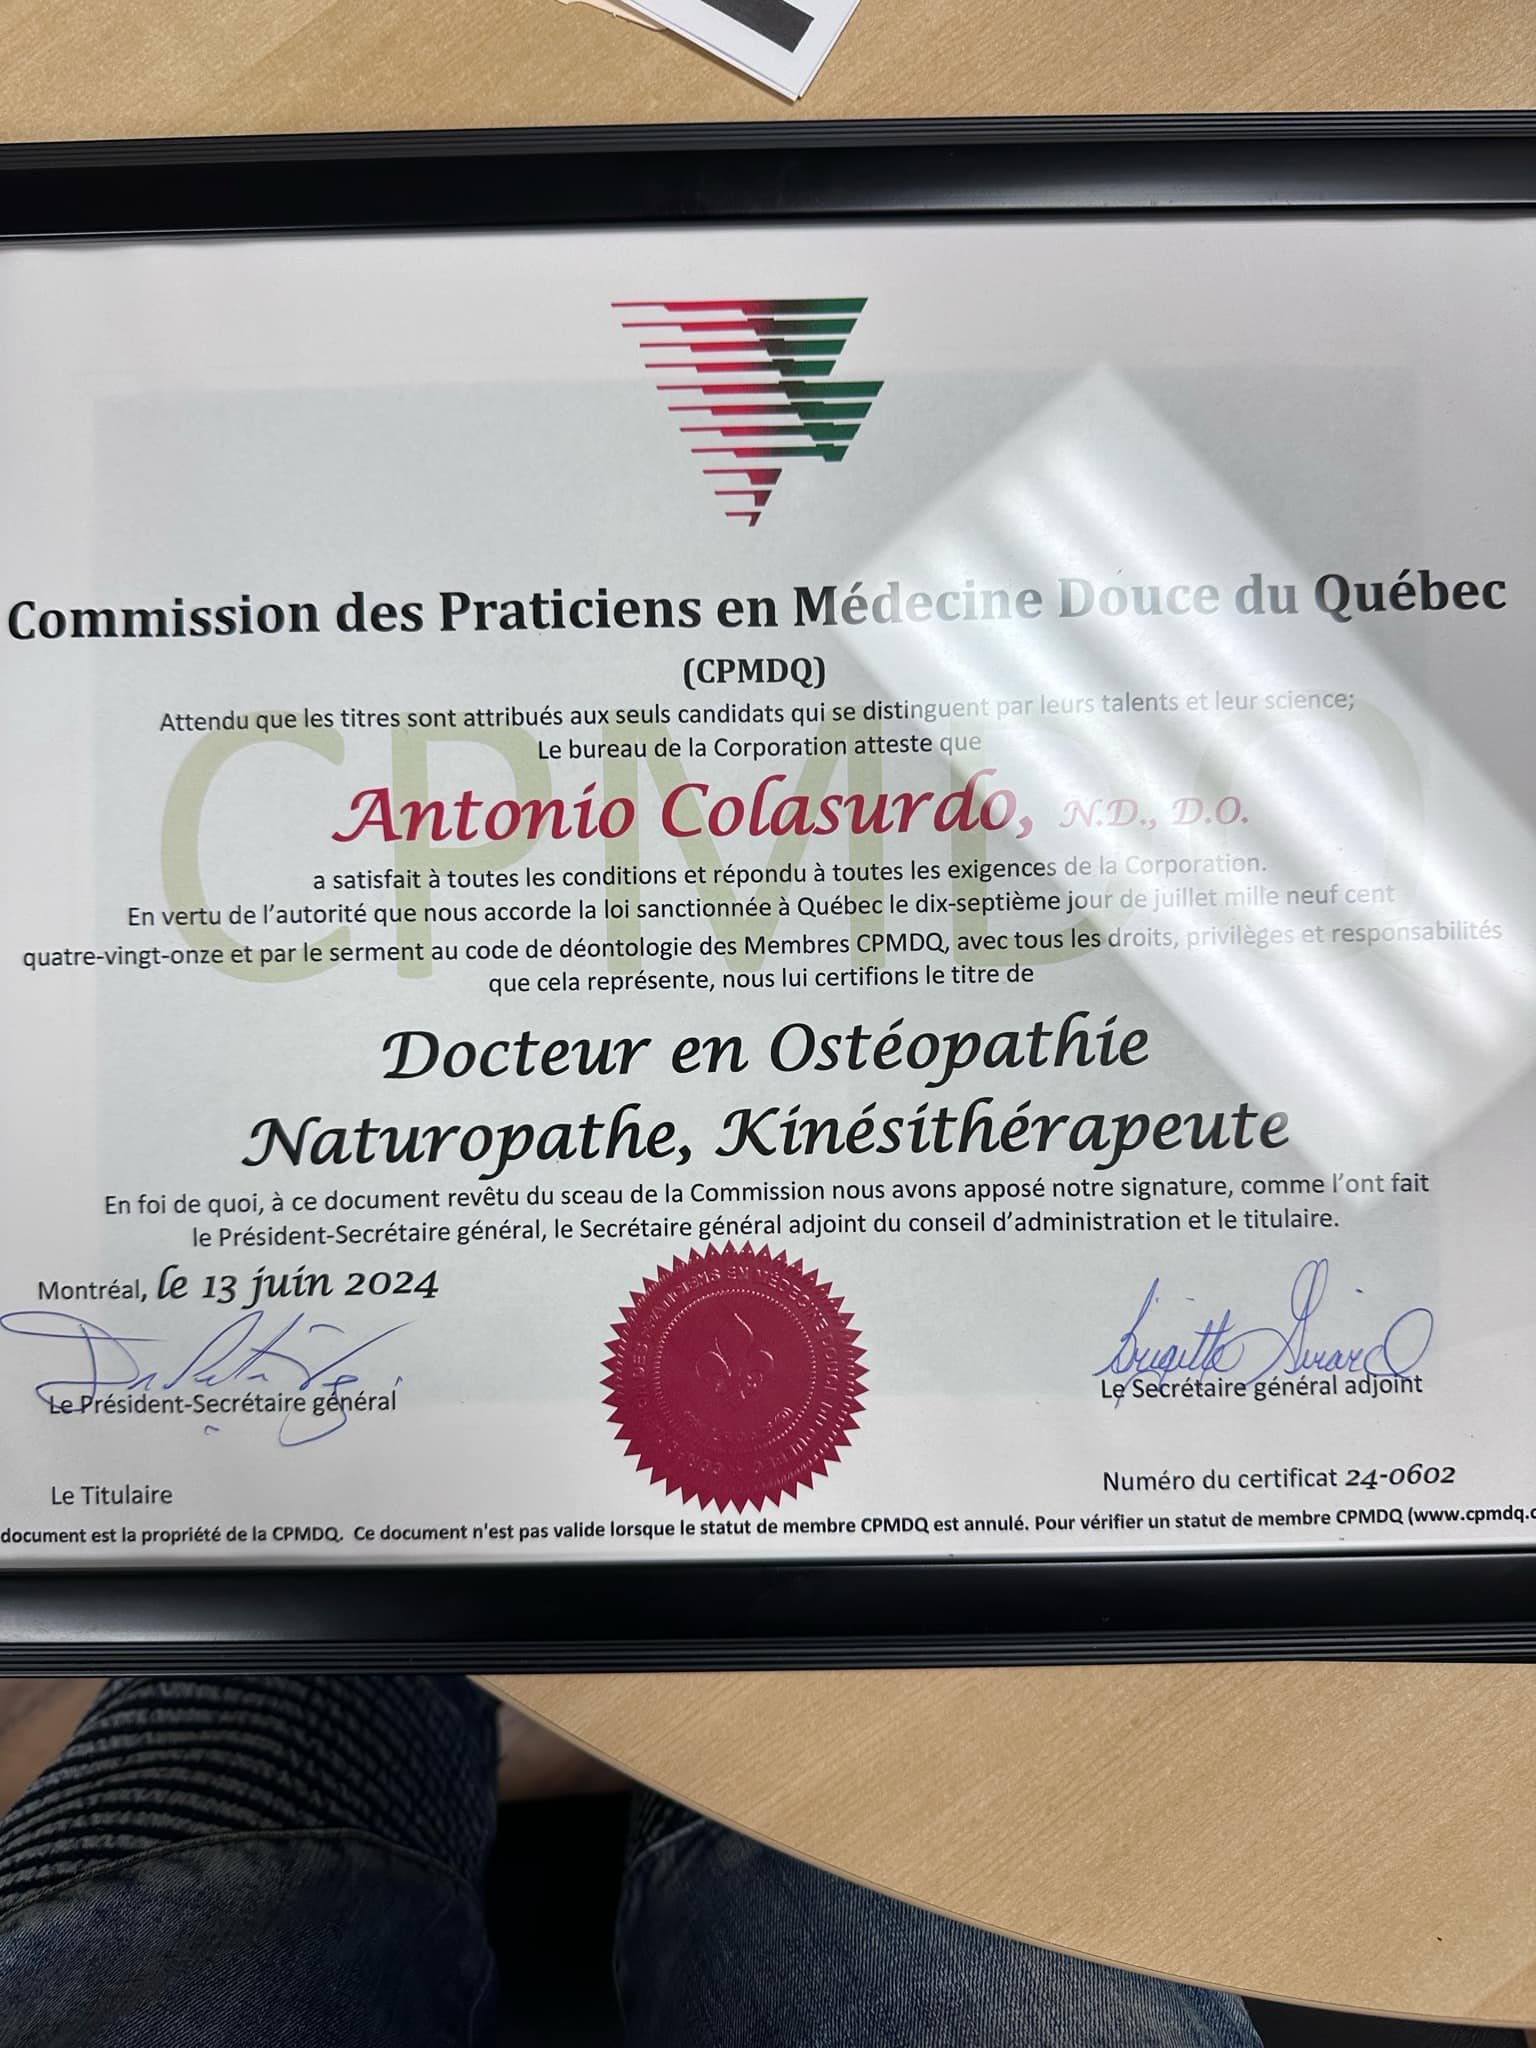 Commission des Praticiens en Médecine Douce du Québec
(CPMDQ)
CPMDQ
Attendu que les titres sont attribués aux seuls candidats qui se distinguent par leurs talents et leur science;
Le bureau de la Corporation atteste que
Antonio Colasurdo, N.D., D.O.
a satisfait à toutes les conditions et répondu à toutes les exigences de la Corporation.
En vertu de l'autorité que nous accorde la loi sanctionnée à Québec le dix-septième jour de juillet mille neuf cent
quatre-vingt-onze et par le serment au code de déontologie des Membres CPMDQ, avec tous les droits, privilèges et responsabilités
que cela représente, nous lui certifions le titre de
Docteur en Ostéopathie
Naturopathe, Kinésithérapeute
En foi de quoi, à ce document revêtu du sceau de la Commission nous avons apposé notre signature, comme l'ont fait
le Président-Secrétaire général, le Secrétaire général adjoint du conseil d'administration et le titulaire.
Montréal, le 13 juin 2024
Brigitte Girard
Le Président-Secrétaire général
Le Secrétaire général adjoint
Le Titulaire
Numéro du certificat 24-0602
document est la propriété de la CPMDQ. Ce document n'est pas valide lorsque le statut de membre CPMDQ est annulé. Pour vérifier un statut de membre CPMDQ (www.cpmdq.c